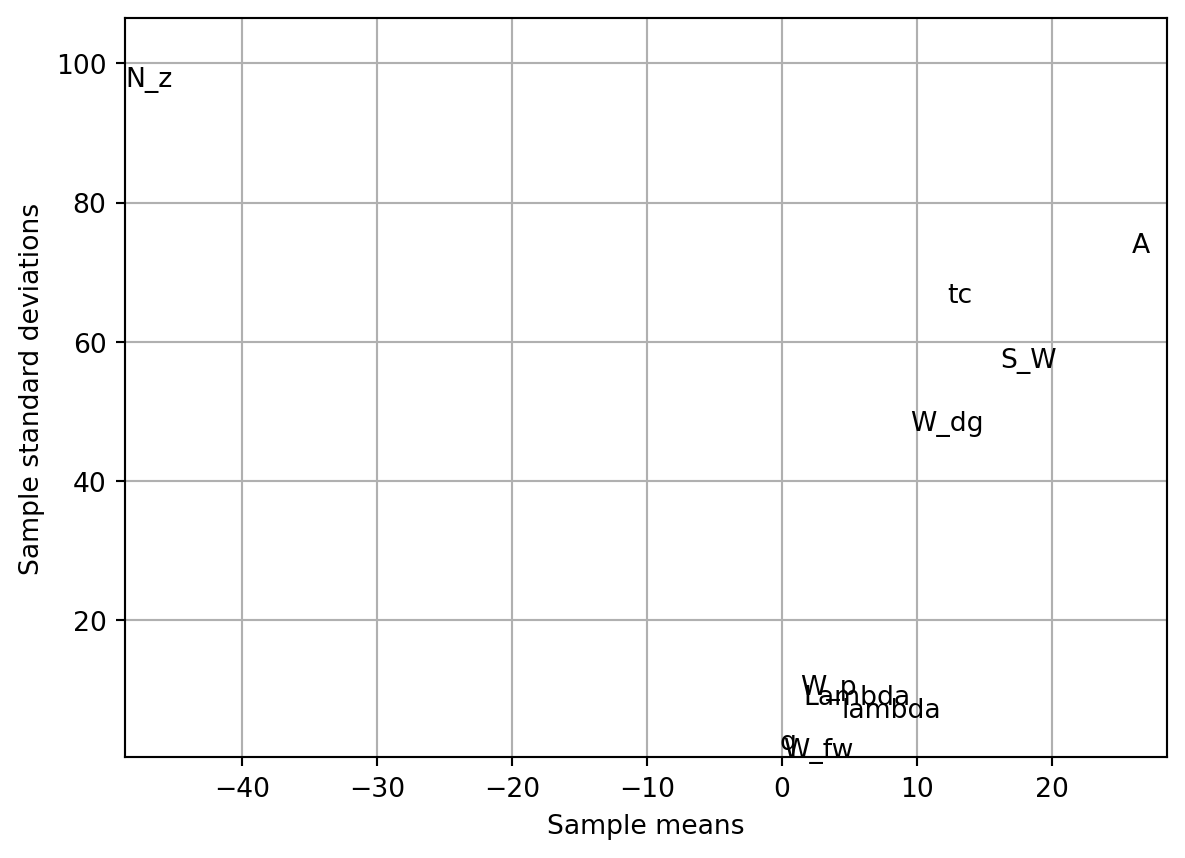 100
N_z
80
A
tc
60
S_W
W_dg
40
20
W_p
Lambda
lambda
q
W_fw
−40
−30
−20
−10
0
10
20
Sample means
Sample standard deviations